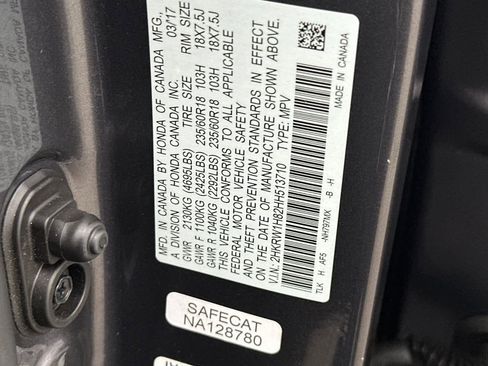 MFD. IN CANADA BY HONDA OF CANADA MFG., 03/17
A DIVISION OF HONDA CANADA INC.
TIRE SIZE RIM SIZE
GVWR 2130KG (4695LBS)
GAWR F 1100KG (2425LBS) 235/60R18 103H 18X7.5J
GAWR R 1040KG (2292LBS) 235/60R18 103H 18X7.5J
THIS VEHICLE CONFORMS TO ALL APPLICABLE
FEDERAL MOTOR VEHICLE SAFETY
STANDARDS IN EFFECT
ON THE DATE OF MANUFACTURE SHOWN ABOVE.
V.I.N.: 2HKRW1H82HH513710 TYPE: MPV
TLK H AF5 -NH797MX -B -H
MADE IN CANADA
SAFECAT
NA128780